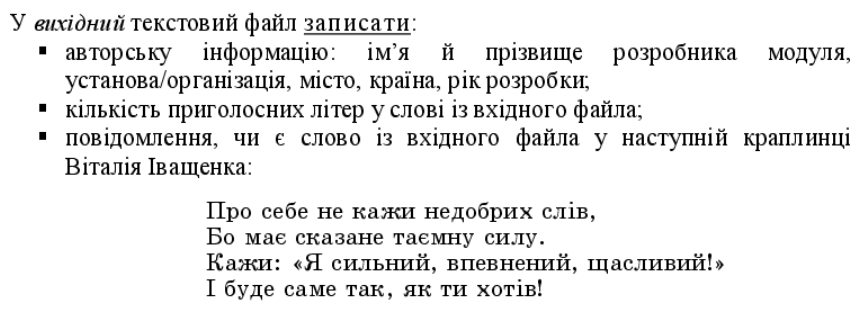 У вихідний текстовий файл записати:
▪ авторську інформацію: ім’я й прізвище розробника модуля,
установа/організація, місто, країна, рік розробки;
▪ кількість приголосних літер у слові із вхідного файла;
▪ повідомлення, чи є слово із вхідного файла у наступній краплинці
Віталія Іващенка:
Про себе не кажи недобрих слів,
Бо має сказане таємну силу.
Кажи: «Я сильний, впевнений, щасливий!»
І буде саме так, як ти хотів!